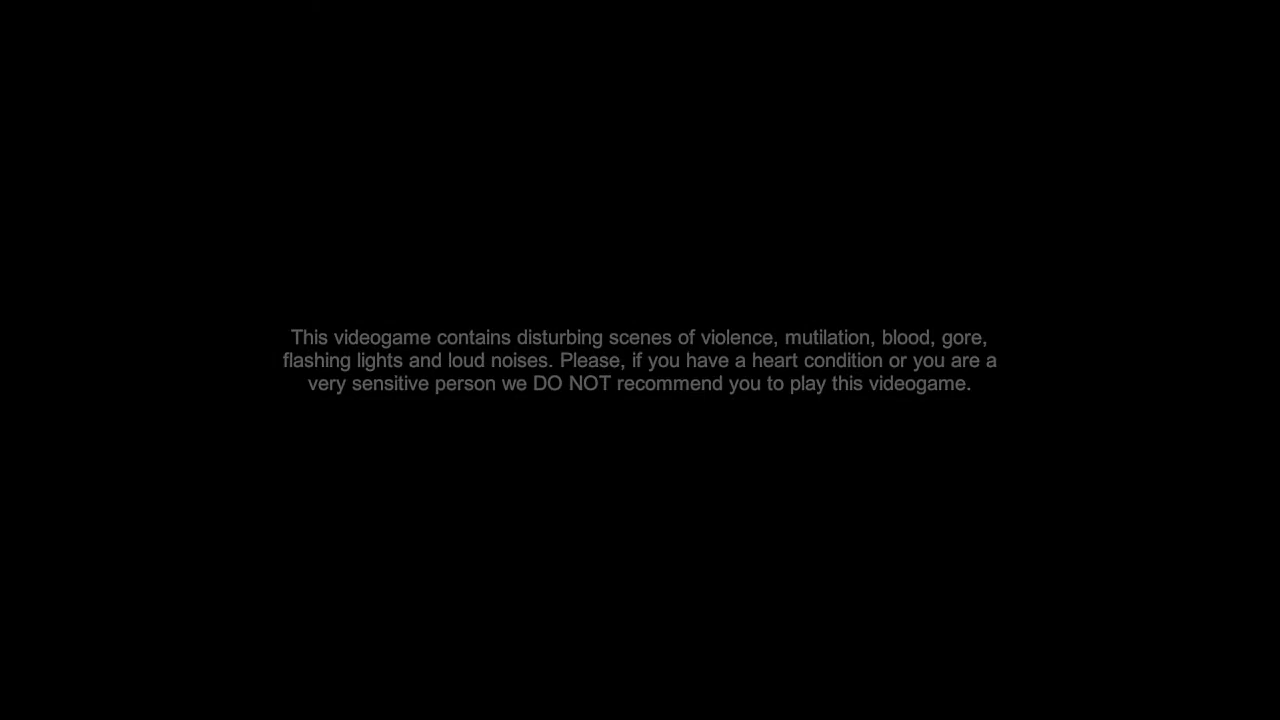 This videogame contains disturbing scenes of violence, mutilation, blood, gore,
flashing lights and loud noises. Please, if you have a heart condition or you are a
very sensitive person we DO NOT recommend you to play this videogame.